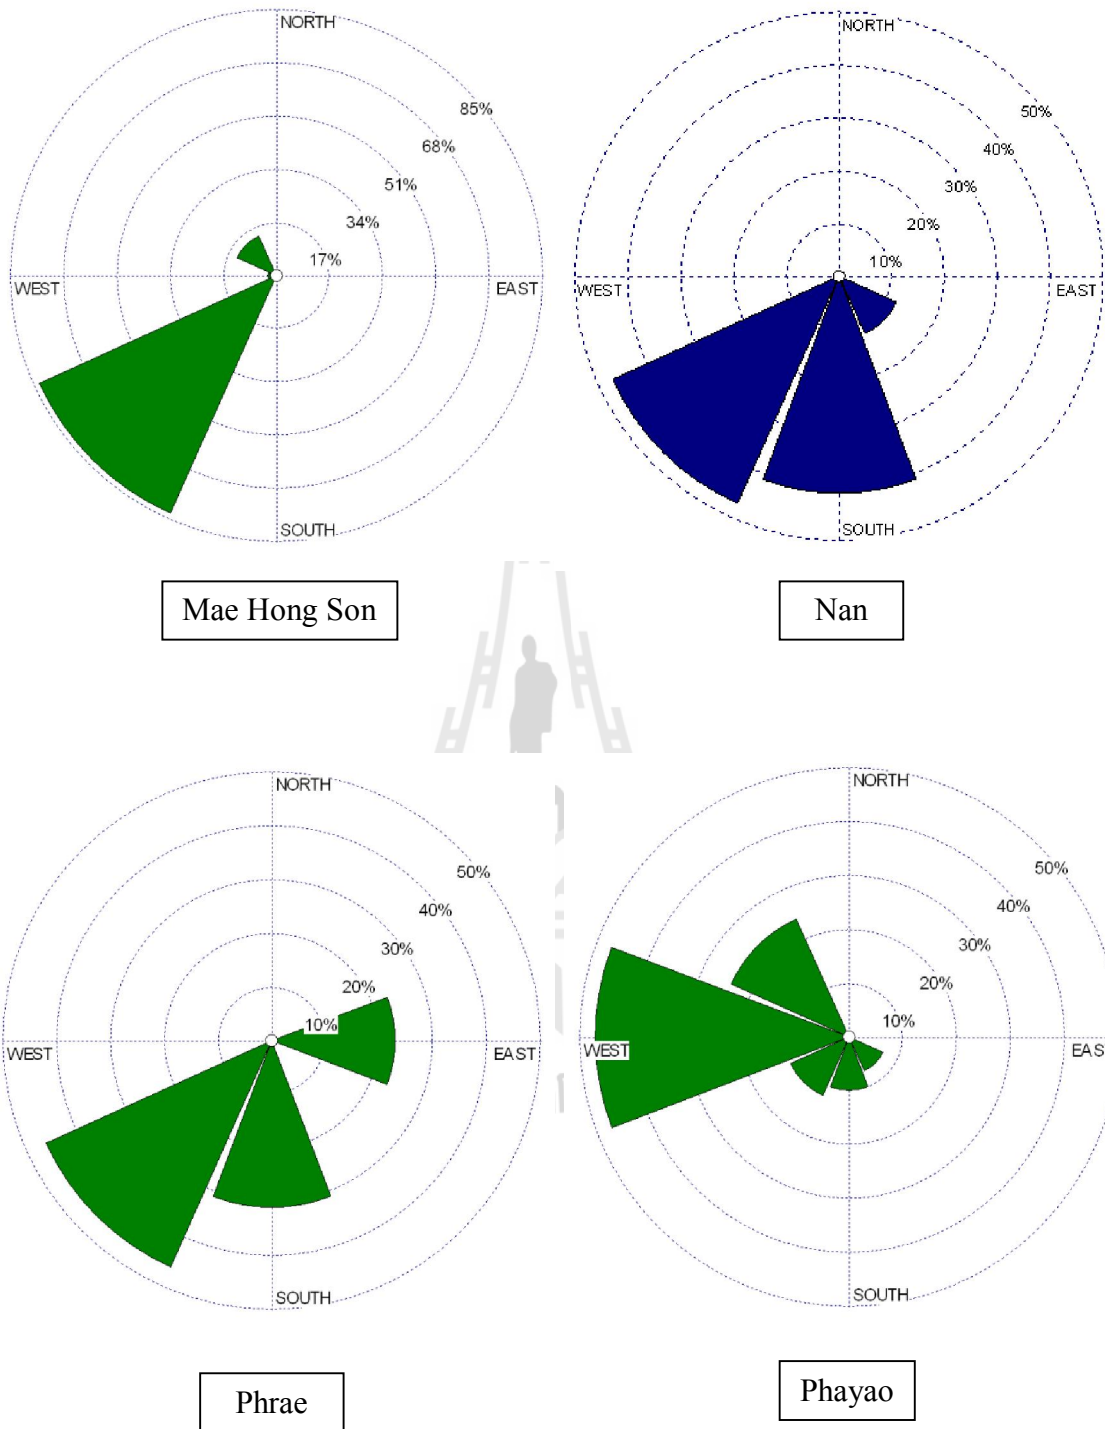 NORTH
85%
68%
51%
34%
17%
WEST
EAST
SOUTH
Mae Hong Son
NORTH
50%
40%
30%
20%
10%
WEST
EAST
SOUTH
Nan
NORTH
50%
40%
30%
20%
10%
WEST
EAST
SOUTH
Phrae
NORTH
50%
40%
30%
20%
10%
WEST
EAS
SOUTH
Phayao